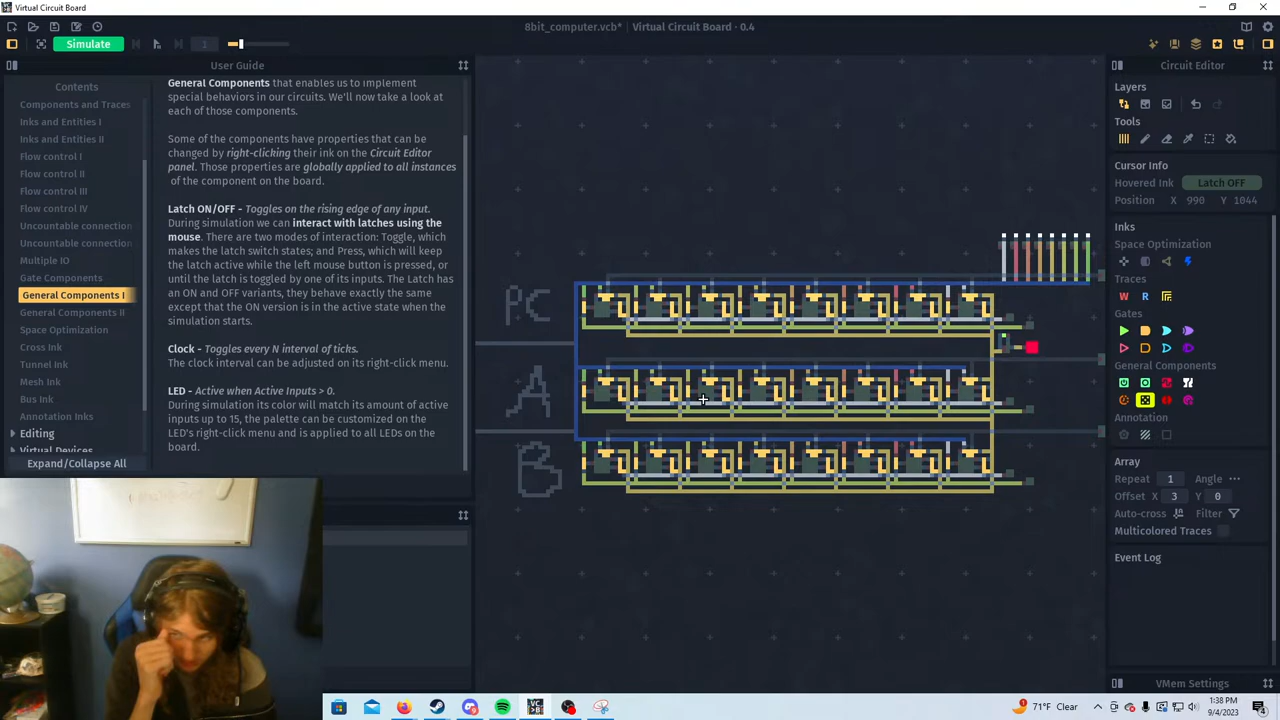 Virtual Circuit Board
8bit_computer.vcb* | Virtual Circuit Board - 0.4
Simulate
1
User Guide
Contents
Components and Traces
Inks and Entities I
Inks and Entities II
Flow control I
Flow control II
Flow control III
Flow control IV
Uncountable connection
Uncountable connection
Multiple IO
Gate Components
General Components I
General Components II
Space Optimization
Cross Ink
Tunnel ink
Mesh Ink
Bus Ink
Annotation Inks
Editing
Virtual Devices
Expand/Collapse All
General Components that enables us to implement
special behaviors in our circuits. We'll now take a look at
each of those components.
Some of the components have properties that can be
changed by right-clicking their ink on the Circuit Editor
panel. Those properties are globally applied to all instances
of the component on the board.
Latch ON/OFF - Toggles on the rising edge of any input.
During simulation we can interact with latches using the
mouse. There are two modes of interaction: Toggle, which
makes the latch switch states; and Press, which will keep
the latch active while the left mouse button is pressed, or
until the latch is toggled by one of its inputs. The Latch has
an ON and OFF variants, they behave exactly the same
except that the ON version is in the active state when the
simulation starts.
Clock - Toggles every N interval of ticks.
The clock interval can be adjusted on its right-click menu.
LED - Active when Active Inputs > 0.
During simulation its color will match its amount of active
inputs up to 15, the palette can be customized on the
LED's right-click menu and is applied to all LEDs on the
board.
PC
A
B
Circuit Editor
Layers
Tools
Cursor Info
Hovered Ink Latch OFF
Position X 990 Y 1044
Inks
Space Optimization
Traces
W R
Gates
General Components
Annotation
Array
Repeat 1 Angle
Offset X 3 Y 0
Auto-cross Filter
Multicolored Traces
Event Log
VMem Settings
71°F Clear
1:38 PM
9/4/2023
4